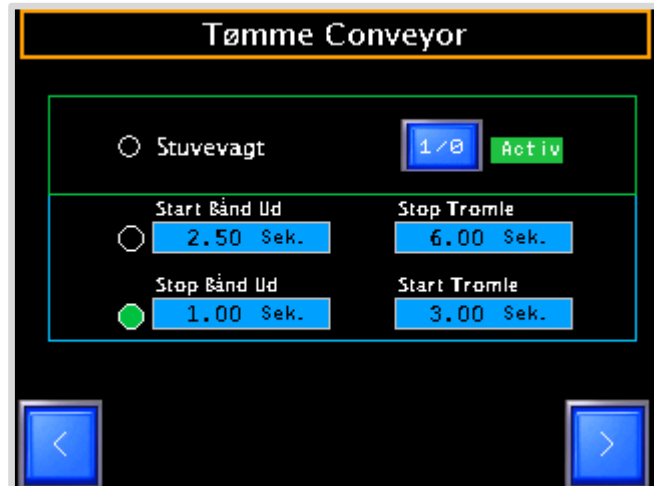 Tømme Conveyor
Stuvevagt 1/0 Activ
Start Bånd Ud Stop Tromle
2.50 Sek. 6.00 Sek.
Stop Bånd Ud Start Tromle
1.00 Sek. 3.00 Sek.
< >